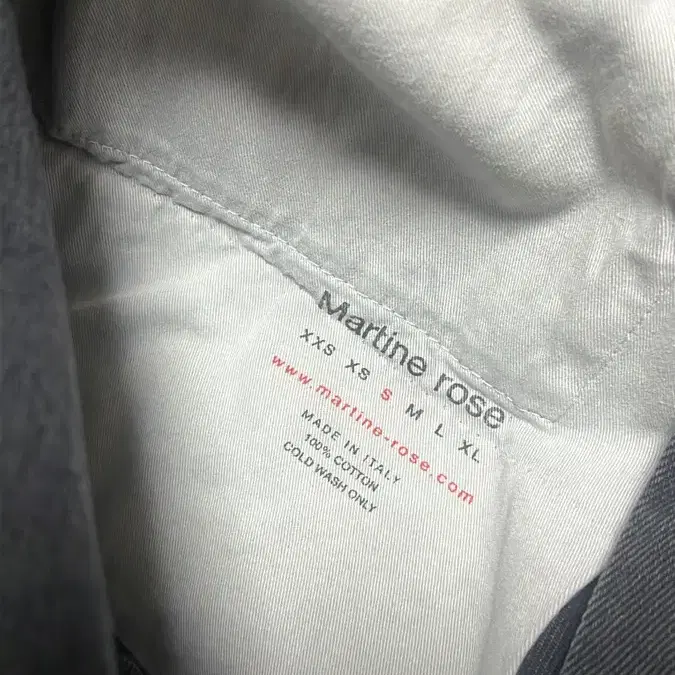 Martine rose
XXS XS S M L XL
www.martine-rose.com
MADE IN ITALY
100% COTTON
COLD WASH ONLY